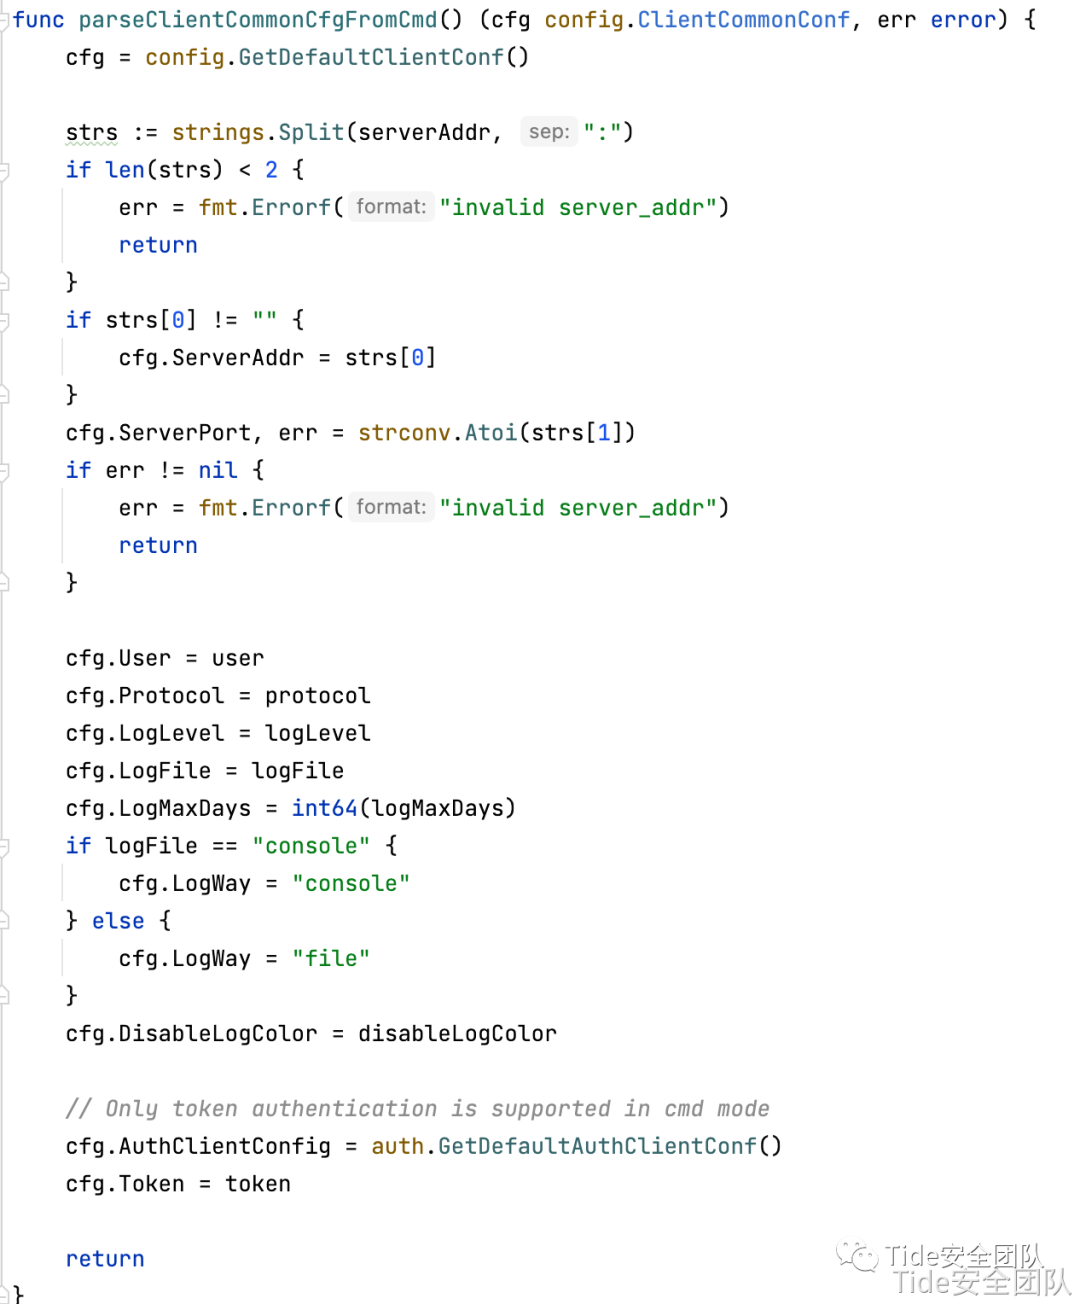 func parseClientCommonCfgFromCmd() (cfg config.ClientCommonConf, err error) {
    cfg = config.GetDefaultClientConf()

    strs := strings.Split(serverAddr, sep: ":")
    if len(strs) < 2 {
        err = fmt.Errorf( format: "invalid server_addr")
        return
    }
    if strs[0] != "" {
        cfg.ServerAddr = strs[0]
    }
    cfg.ServerPort, err = strconv.Atoi(strs[1])
    if err != nil {
        err = fmt.Errorf( format: "invalid server_addr")
        return
    }

    cfg.User = user
    cfg.Protocol = protocol
    cfg.LogLevel = logLevel
    cfg.LogFile = logFile
    cfg.LogMaxDays = int64(logMaxDays)
    if logFile == "console" {
        cfg.LogWay = "console"
    } else {
        cfg.LogWay = "file"
    }
    cfg.DisableLogColor = disableLogColor

    // Only token authentication is supported in cmd mode
    cfg.AuthClientConfig = auth.GetDefaultAuthClientConf()
    cfg.Token = token

    return
}
Tide安全团队
Tide安全团队